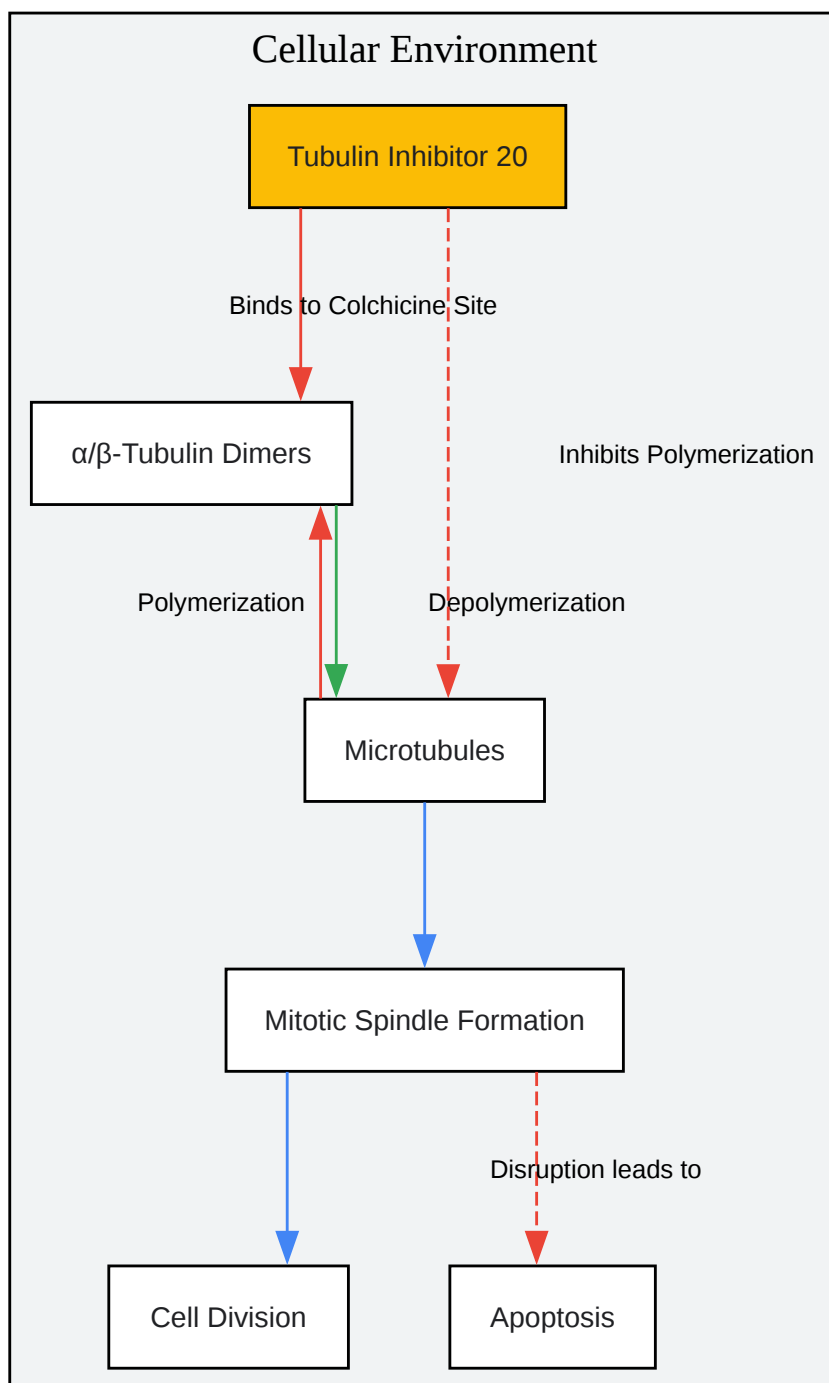 Cellular Environment
Tubulin Inhibitor 20
Binds to Colchicine Site
α/β-Tubulin Dimers
Inhibits Polymerization
Polymerization
Depolymerization
Microtubules
Mitotic Spindle Formation
Disruption leads to
Cell Division
Apoptosis